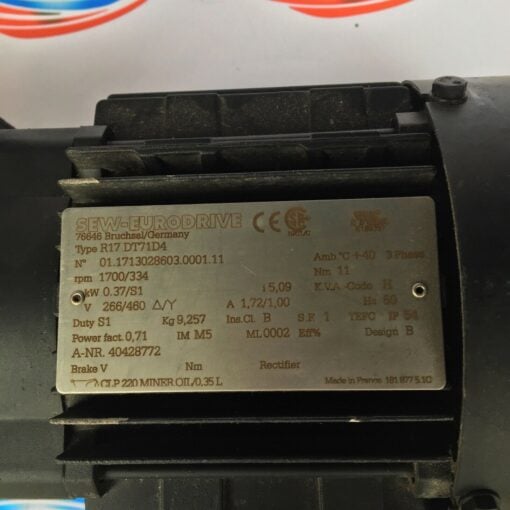 SEW-EURODRIVE CE
76646 Bruchsal/Germany
Type R17 DT71D4 Amb °C +40 3 Phase
N° 01.1713028603.0001.11 Nm 11
rpm 1700/334 i 5,09 K.V.A-Code H
kW 0.37/S1 Hz 60
V 266/460 Δ/Y A 1,72/1,00
Duty S1 Kg 9,257 Ins.Cl. B S.F. 1 TEFC IP 54
Power fact. 0,71 IM M5 ML 0002 Eff% Design B
A-NR. 40428772
Brake V Nm Rectifier
CLP 220 MINER OIL/0,35 L Made in France 181 877 5.10